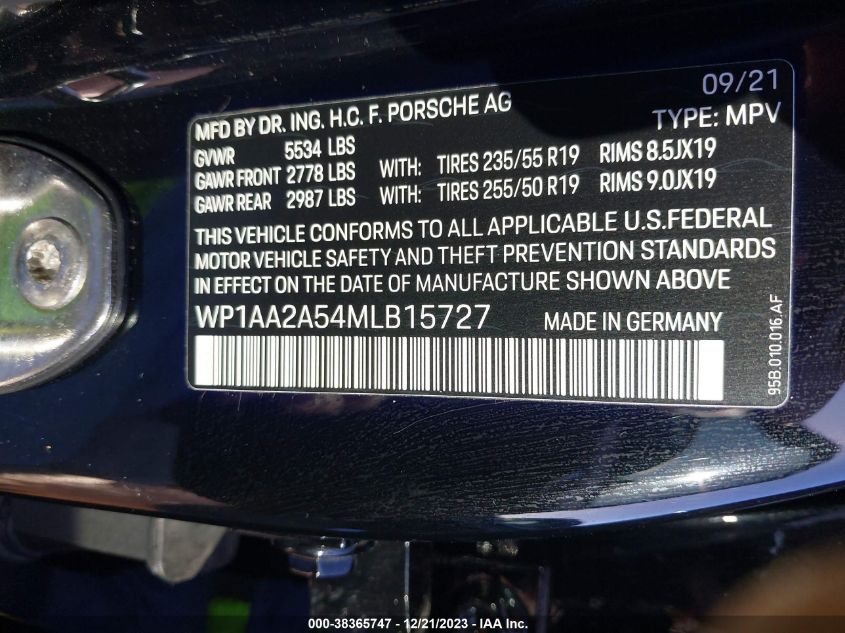 09/21
MFD BY DR. ING. H.C. F. PORSCHE AG TYPE: MPV
GVWR 5534 LBS
GAWR FRONT 2778 LBS WITH: TIRES 235/55 R19 RIMS 8.5JX19
GAWR REAR 2987 LBS WITH: TIRES 255/50 R19 RIMS 9.0JX19
THIS VEHICLE CONFORMS TO ALL APPLICABLE U.S.FEDERAL
MOTOR VEHICLE SAFETY AND THEFT PREVENTION STANDARDS
IN EFFECT ON THE DATE OF MANUFACTURE SHOWN ABOVE
WP1AA2A54MLB15727 MADE IN GERMANY
95B.010.016.AF
000-38365747 - 12/21/2023 - IAA Inc.